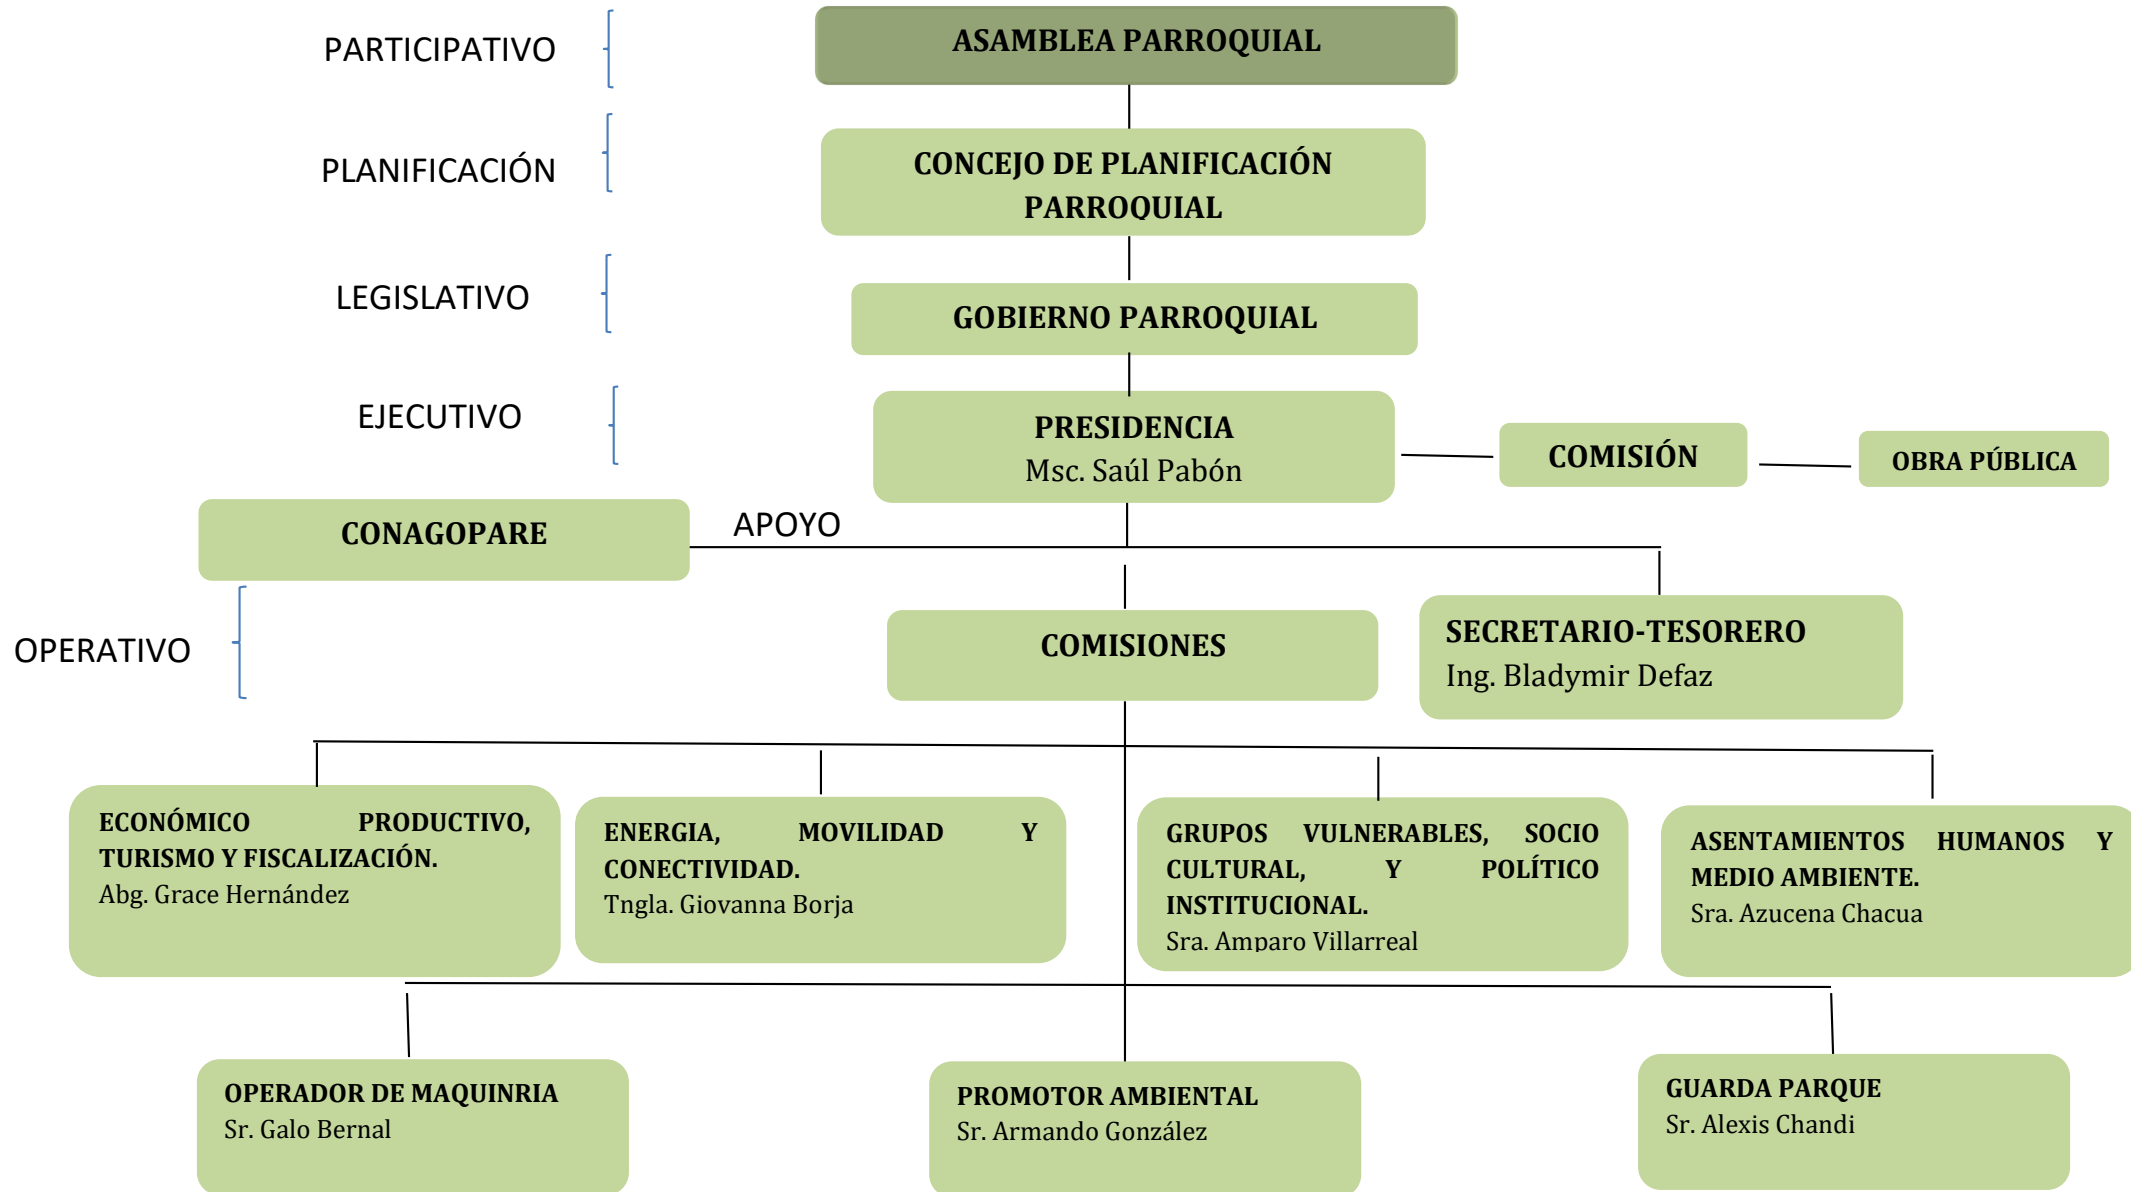 PARTICIPATIVO
ASAMBLEA PARROQUIAL
PLANIFICACIÓN
CONCEJO DE PLANIFICACIÓN
PARROQUIAL
LEGISLATIVO
GOBIERNO PARROQUIAL
EJECUTIVO
PRESIDENCIA
Msc. Saúl Pabón
COMISIÓN
OBRA PÚBLICA
CONAGOPARE
APOYO
OPERATIVO
COMISIONES
SECRETARIO-TESORERO
Ing. Bladymir Defaz
ECONÓMICO PRODUCTIVO,
TURISMO Y FISCALIZACIÓN.
Abg. Grace Hernández
ENERGIA, MOVILIDAD Y
CONECTIVIDAD.
Tngla. Giovanna Borja
GRUPOS VULNERABLES, SOCIO
CULTURAL, Y POLÍTICO
INSTITUCIONAL.
Sra. Amparo Villarreal
ASENTAMIENTOS HUMANOS Y
MEDIO AMBIENTE.
Sra. Azucena Chacua
OPERADOR DE MAQUINRIA
Sr. Galo Bernal
PROMOTOR AMBIENTAL
Sr. Armando González
GUARDA PARQUE
Sr. Alexis Chandi